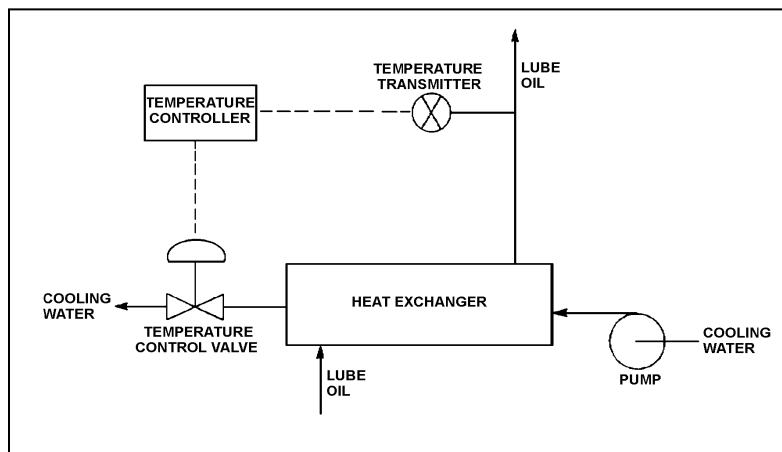 TEMPERATURE
TRANSMITTER
LUBE
OIL
TEMPERATURE
CONTROLLER
HEAT EXCHANGER
COOLING
WATER
TEMPERATURE
CONTROL VALVE
COOLING
WATER
PUMP
LUBE
OIL